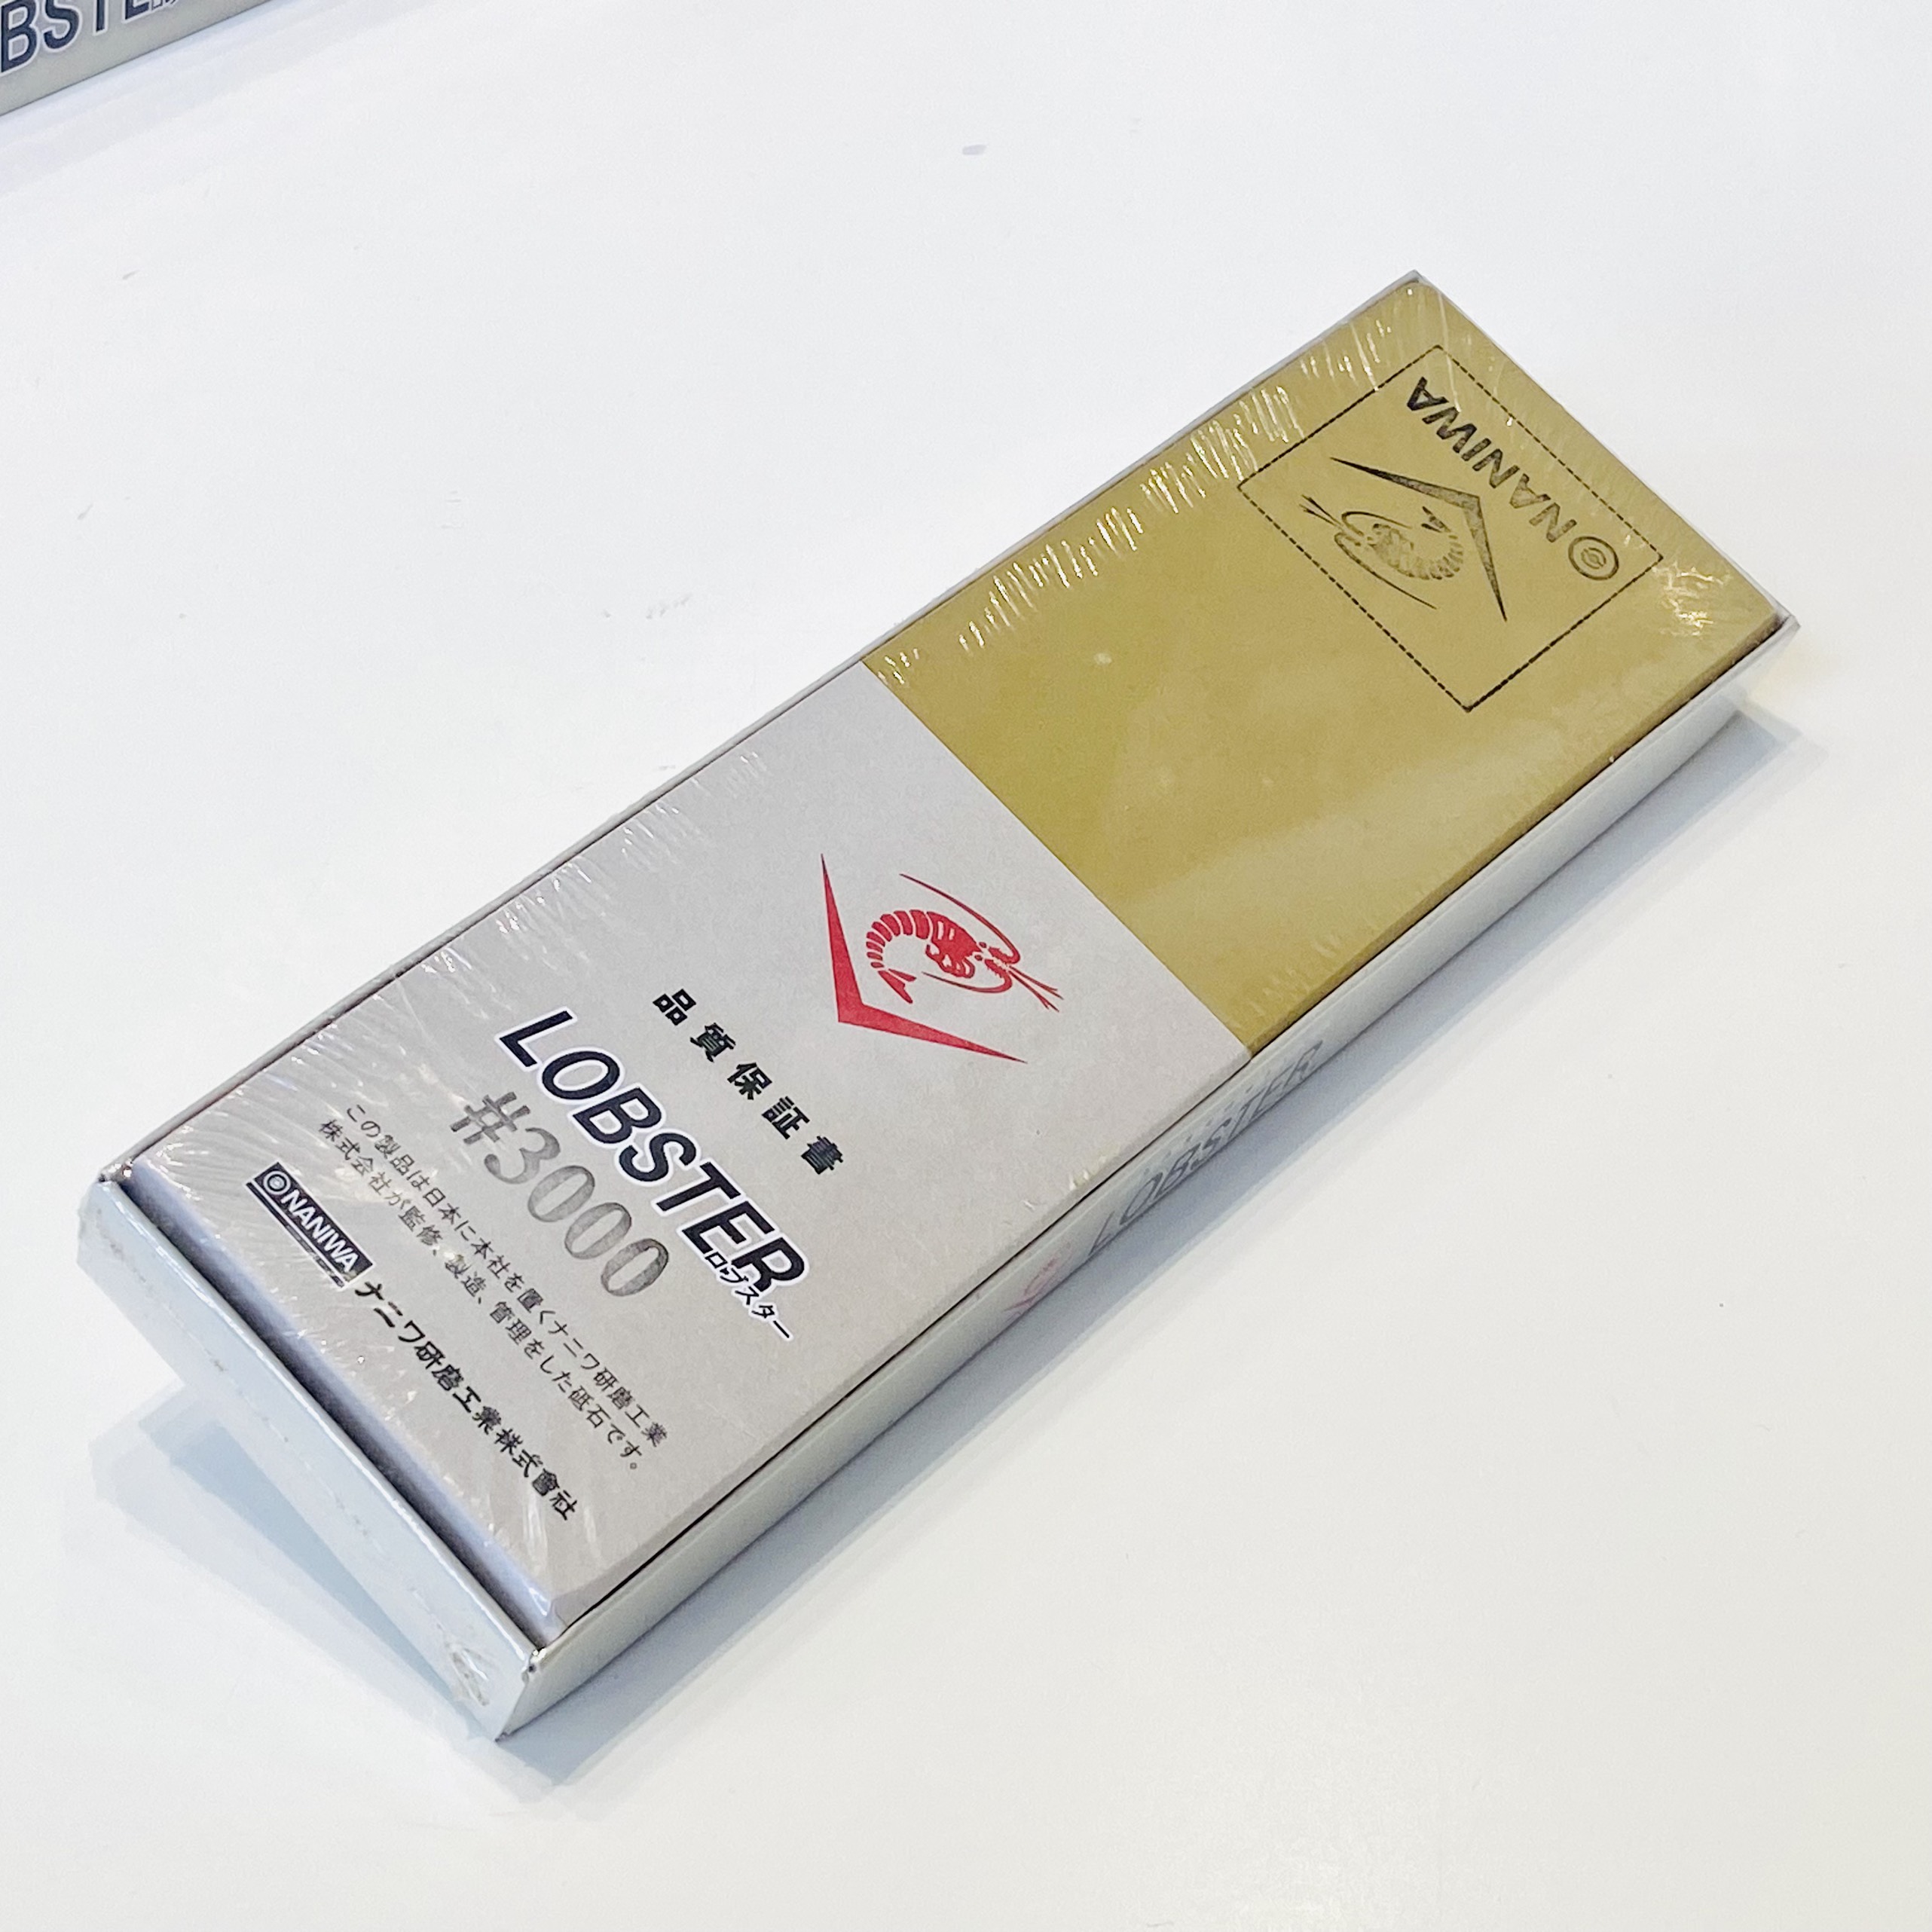 BSTE
NANIWA
品質保証書
LOBSTER
ロブスター
#3000
この製品は日本に本社を置くナニワ研磨工業
株式会社が監修、製造、管理をした砥石です。
NANIWA ナニワ研磨工業株式會社
LOBSTER